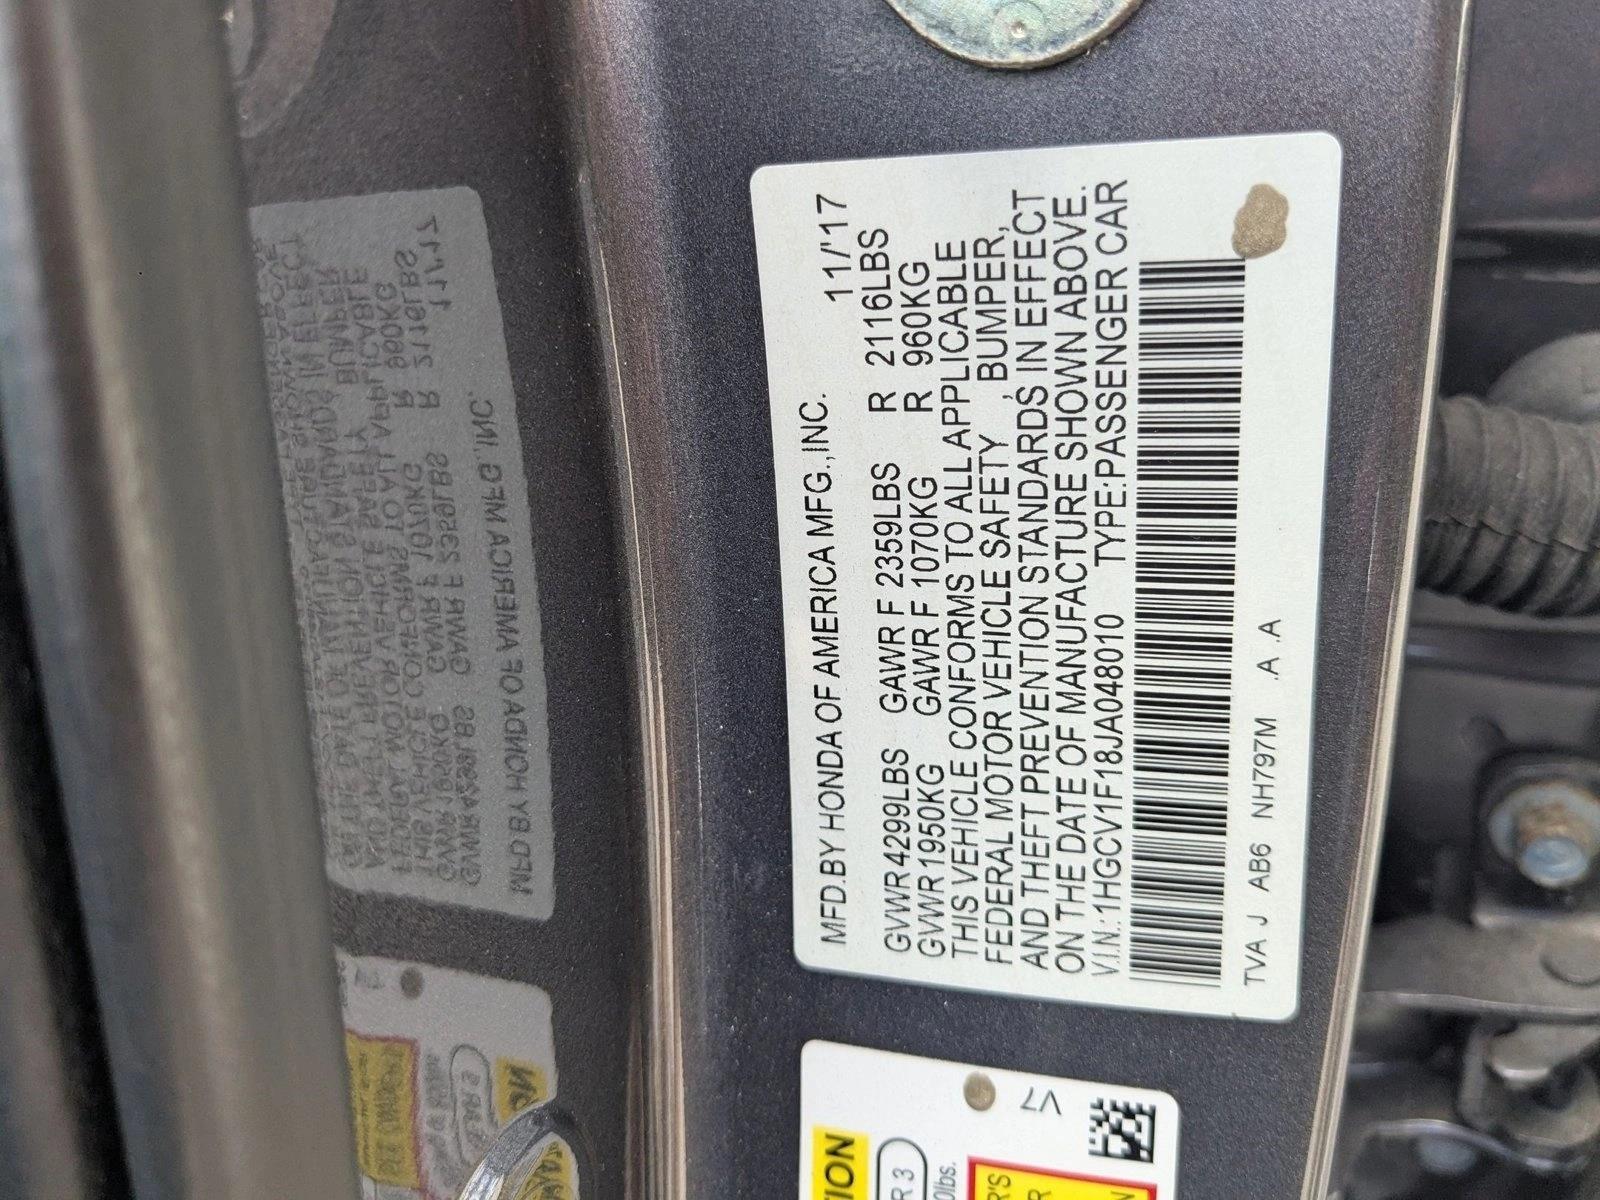 MFD.BY HONDA OF AMERICA MFG.,INC. 11/'17
GVWR 4299LBS GAWR F 2359LBS R 2116LBS
GVWR 1950KG GAWR F 1070KG R 960KG
THIS VEHICLE CONFORMS TO ALL APPLICABLE
FEDERAL MOTOR VEHICLE SAFETY , BUMPER,
AND THEFT PREVENTION STANDARDS IN EFFECT
ON THE DATE OF MANUFACTURE SHOWN ABOVE.
V.I.N.:1HGCV1F18JA048010 TYPE:PASSENGER CAR
TVA J AB6 NH797M .A .A
V7